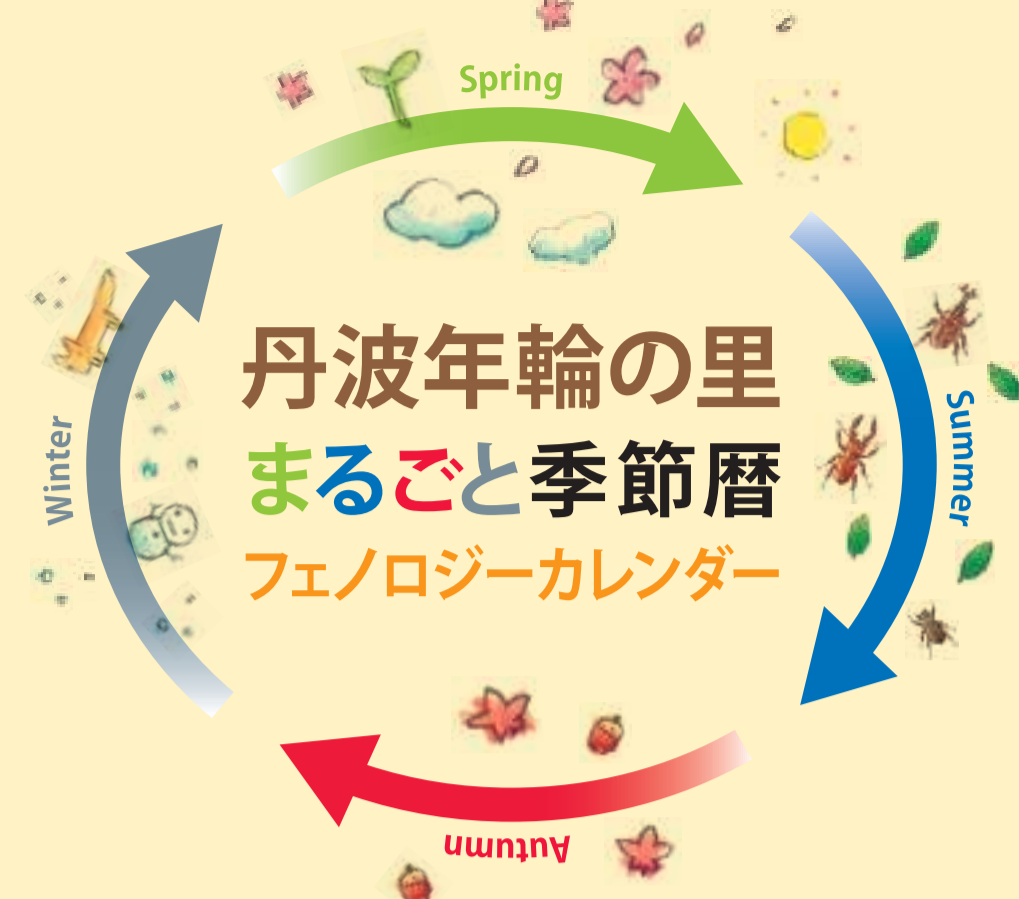 Spring
丹波年輪の里
まるごと季節暦
フェノロジーカレンダー
Summer
Autumn
Winter